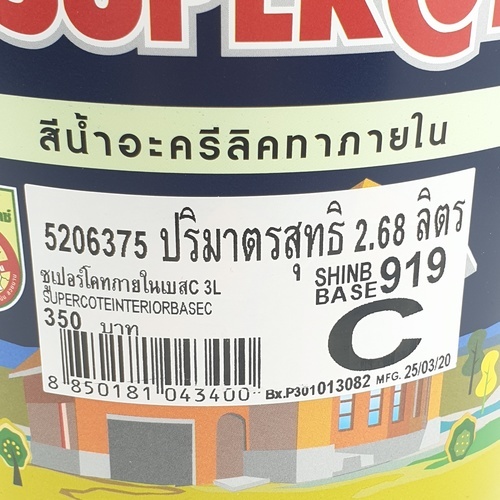 SUPERCO
สีน้ำอะครีลิคทาภายใน
5206375 ปริมาตรสุทธิ 2.68 ลิตร
ซูเปอร์โคทภายในเบสC 3L
SUPERCOTEINTERIORBASEC
SHINB
BASE 919
350 บาท
C
8 850181 043400
Bx.P301013082 MFG. 25/03/20